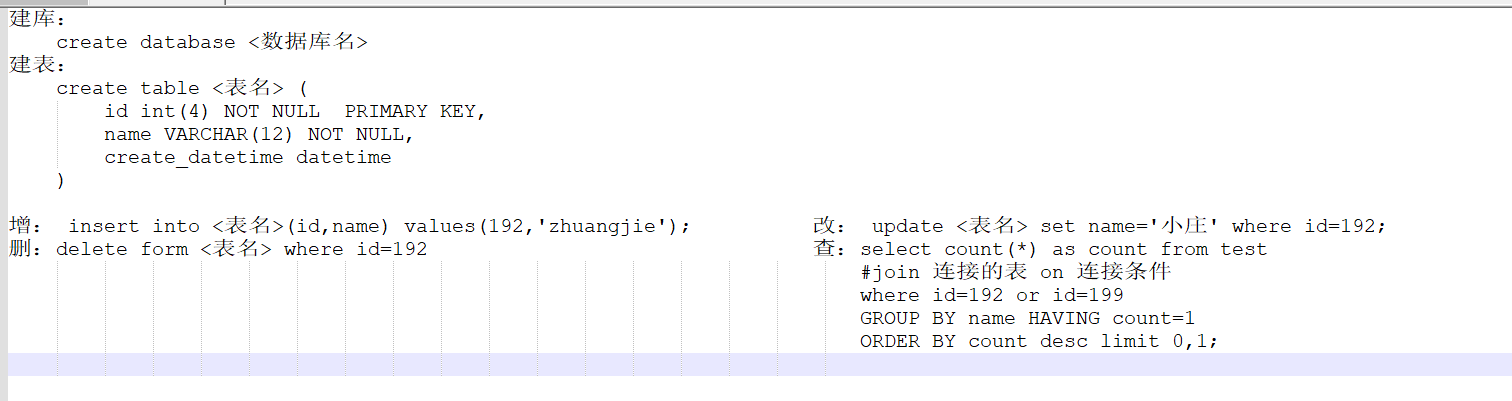 建库：
create database <数据库名>
建表：
create table <表名> (
id int(4) NOT NULL  PRIMARY KEY,
name VARCHAR(12) NOT NULL,
create_datetime datetime
)
增： insert into <表名>(id,name) values(192,'zhuangjie');
删：delete form <表名> where id=192
改： update <表名> set name='小庄' where id=192;
查：select count(*) as count from test
#join 连接的表 on 连接条件
where id=192 or id=199
GROUP BY name HAVING count=1
ORDER BY count desc limit 0,1;